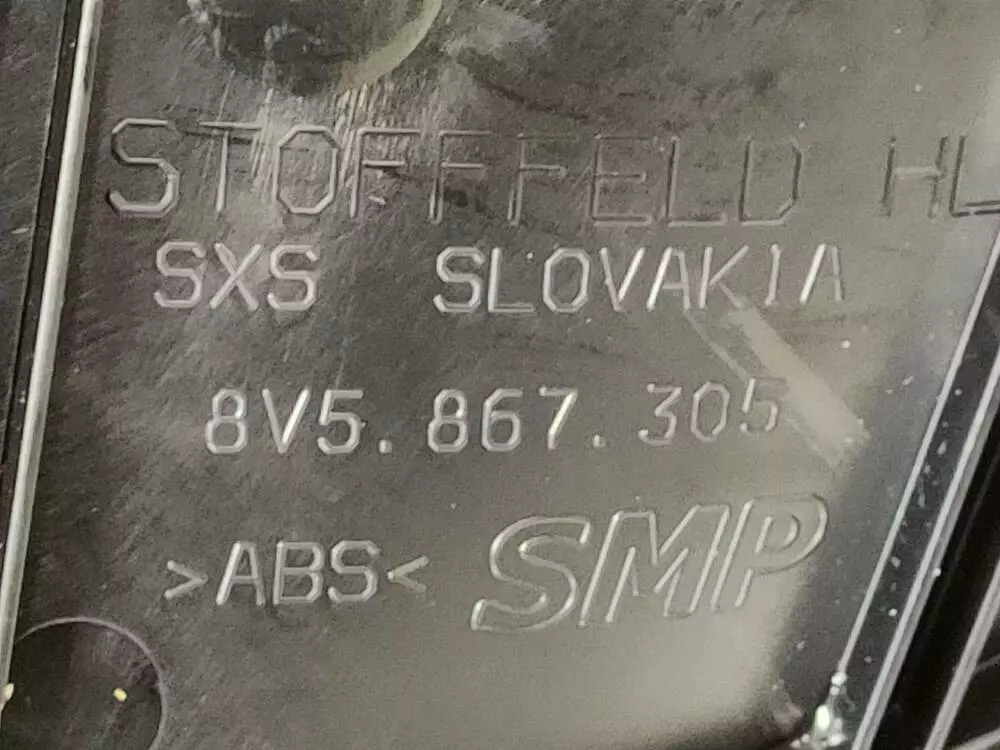 STOFFFELD HL
SXS SLOVAKIA
8V5.867.305
>ABS< SMP